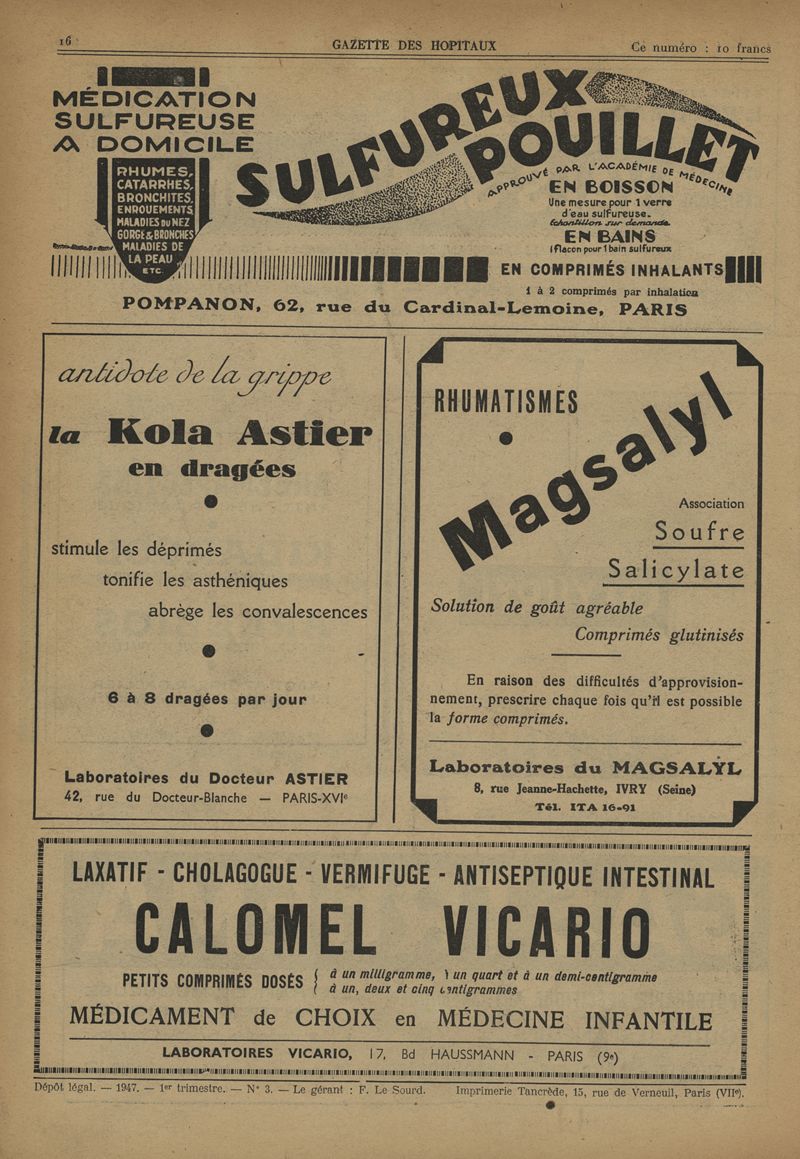 16
GAZETTE DES HOPITAUX
Ce numéro : 10 francs
MÉDICATION
SULFUREUSE
A DOMICILE
RHUMES,
CATARRHES,
BRONCHITES,
ENROUEMENTS,
MALADIES DU NEZ
GORGE & BRONCHES
MALADIES DE
LA PEAU
ETC.
SULFUREUX
POUILLET
APPROUVÉ PAR L'ACADÉMIE DE MÉDECINE
EN BOISSON
Une mesure pour 1 verre
d'eau sulfureuse.
Échantillon sur demande.
EN BAINS
1 flacon pour 1 bain sulfureux
EN COMPRIMÉS INHALANTS
1 à 2 comprimés par inhalation
POMPANON, 62, rue du Cardinal-Lemoine, PARIS
antidote de la grippe
la Kola Astier
en dragées
stimule les déprimés
tonifie les asthéniques
abrège les convalescences
6 à 8 dragées par jour
Laboratoires du Docteur ASTIER
42, rue du Docteur-Blanche — PARIS-XVIe
RHUMATISMES
Magsalyl
Association
Soufre
Salicylate
Solution de goût agréable
Comprimés glutinisés
En raison des difficultés d'approvision-
nement, prescrire chaque fois qu'il est possible
la forme comprimés.
Laboratoires du MAGSALYL
8, rue Jeanne-Hachette, IVRY (Seine)
Tél. ITA 16-91
LAXATIF - CHOLAGOGUE - VERMIFUGE - ANTISEPTIQUE INTESTINAL
CALOMEL VICARIO
PETITS COMPRIMÉS DOSÉS { à un milligramme, à un quart et à un demi-centigramme
à un, deux et cinq centigrammes
MÉDICAMENT de CHOIX en MÉDECINE INFANTILE
LABORATOIRES VICARIO, 17, Bd HAUSSMANN - PARIS (9e)
Dépôt légal. — 1947. — 1er trimestre. — N° 3. — Le gérant : F. Le Sourd.
Imprimerie Tancrède, 15, rue de Verneuil, Paris (VIIe).